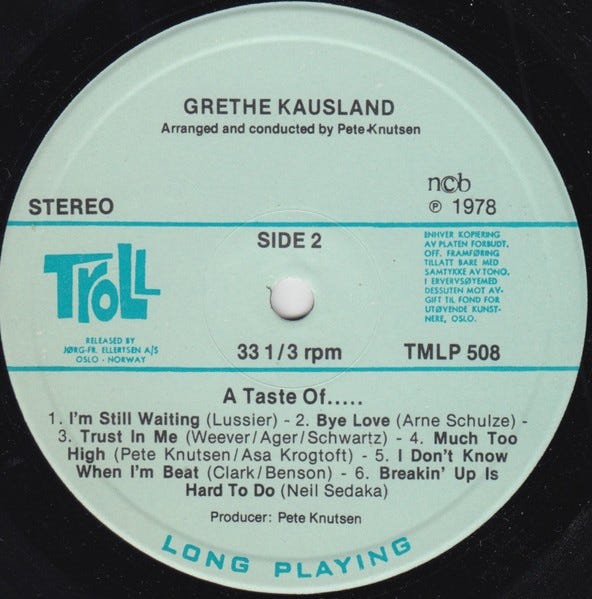 GRETHE KAUSLAND
Arranged and conducted by Pete Knutsen
ncb
STEREO
℗ 1978
SIDE 2
ENHVER KOPIERING
AV PLATEN FORBUDT.
OFF. FRAMFØRING
TILLATT BARE MED
SAMTYKKE AV TONO.
I ERVERVSØYEMED
DESSUTEN MOT AV-
GIFT TIL FOND FOR
UTØVENDE KUNST-
NERE, OSLO.
TROLL
RELEASED BY
JØRG-FR. ELLERTSEN A/S
OSLO - NORWAY
33 1/3 rpm
TMLP 508
A Taste Of.....
1. I'm Still Waiting (Lussier) - 2. Bye Love (Arne Schulze) -
3. Trust In Me (Weever/Ager/Schwartz) - 4. Much Too
High (Pete Knutsen/Asa Krogtoft) - 5. I Don't Know
When I'm Beat (Clark/Benson) - 6. Breakin' Up Is
Hard To Do (Neil Sedaka)
Producer: Pete Knutsen
LONG PLAYING